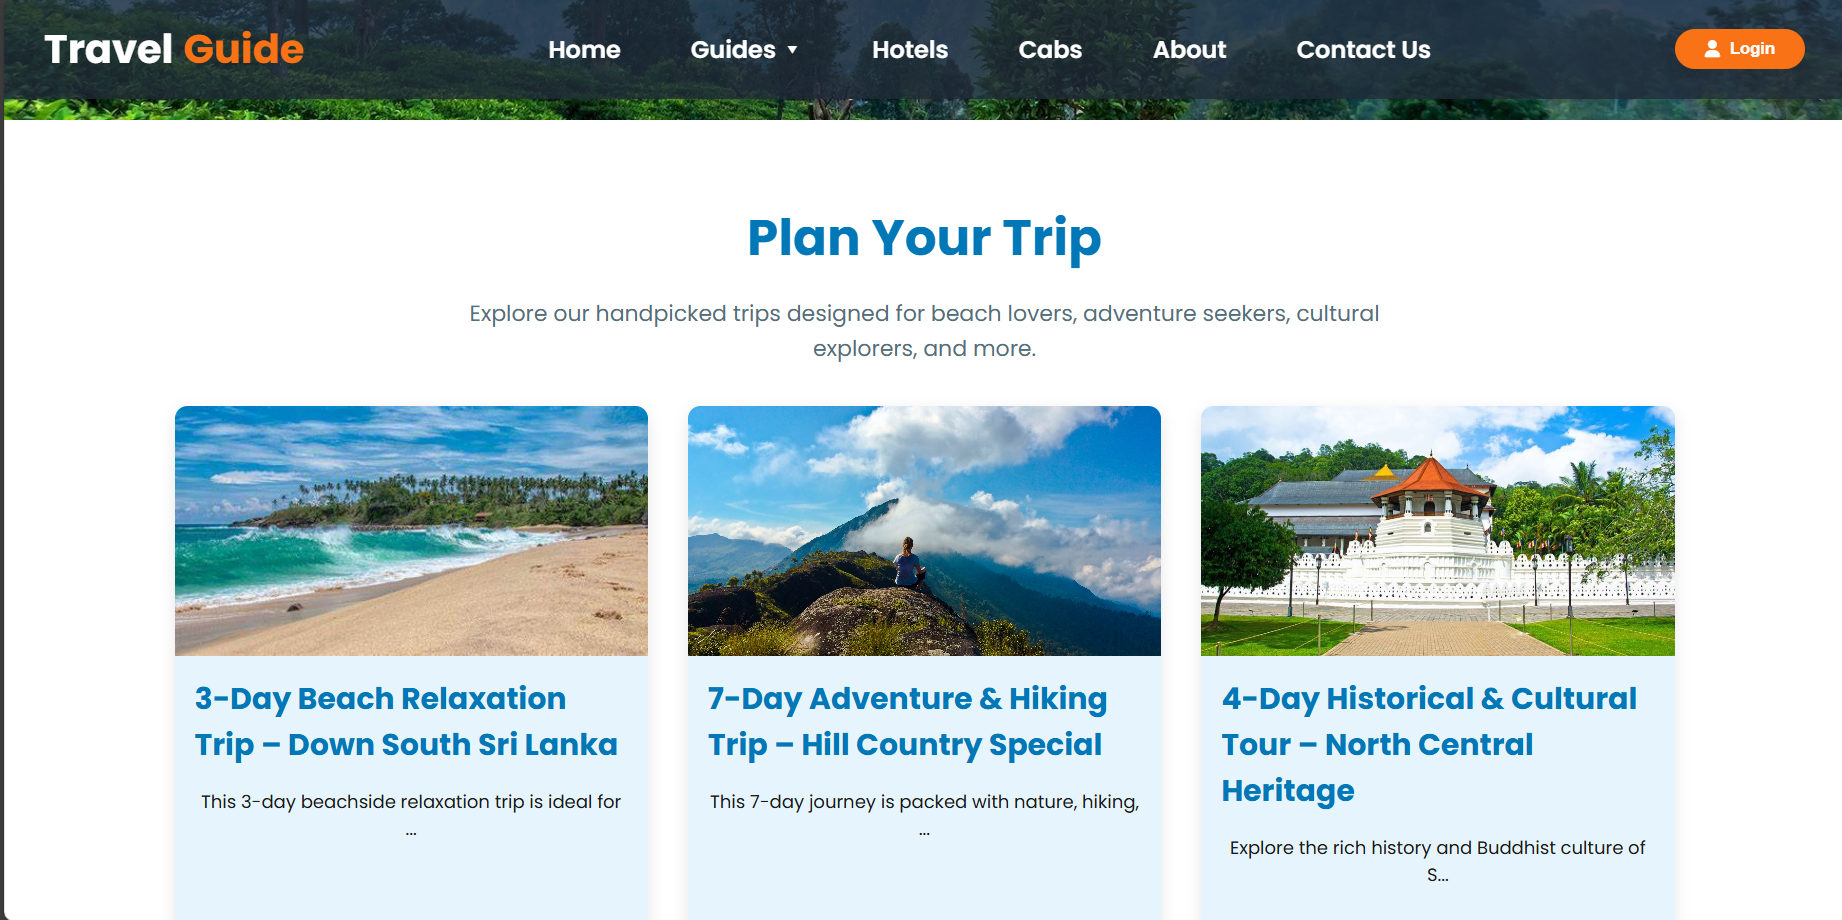 Travel Guide
Home
Guides ▼
Hotels
Cabs
About
Contact Us
Login
Plan Your Trip
Explore our handpicked trips designed for beach lovers, adventure seekers, cultural
explorers, and more.
3-Day Beach Relaxation
Trip – Down South Sri Lanka
This 3-day beachside relaxation trip is ideal for
...
7-Day Adventure & Hiking
Trip – Hill Country Special
This 7-day journey is packed with nature, hiking,
...
4-Day Historical & Cultural
Tour – North Central
Heritage
Explore the rich history and Buddhist culture of
S...